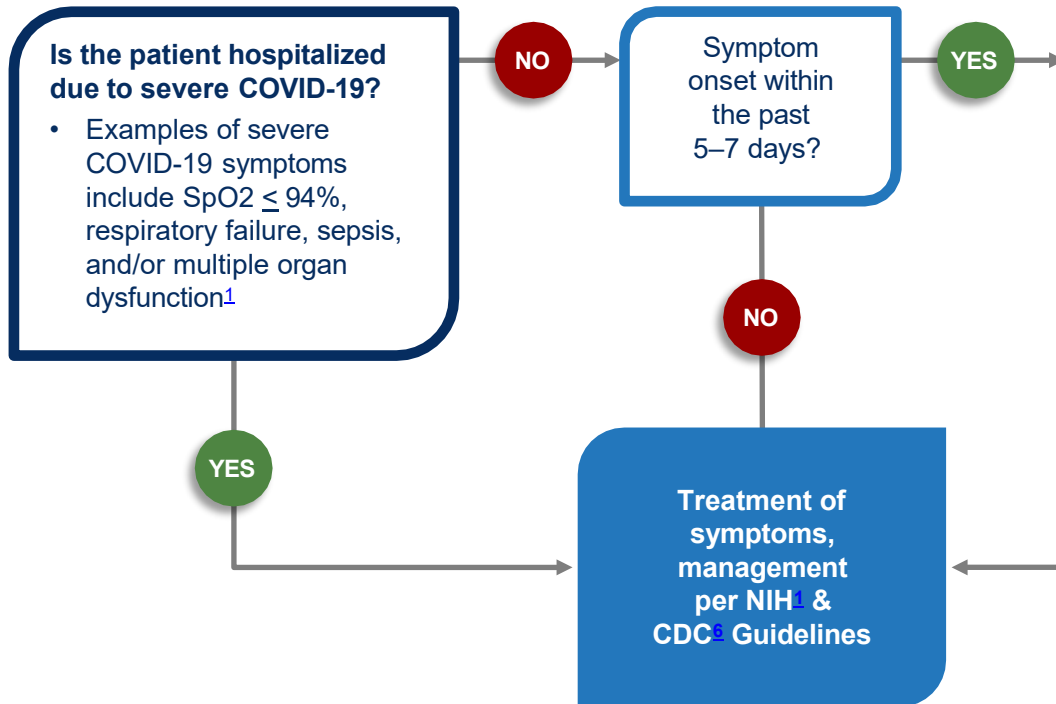 Is the patient hospitalized
due to severe COVID-19?
• Examples of severe
COVID-19 symptoms
include SpO2 < 94%,
respiratory failure, sepsis,
and/or multiple organ
dysfunction1
NO
Symptom
onset within
the past
5–7 days?
YES
NO
YES
Treatment of
symptoms,
management
per NIH1 &
CDC6 Guidelines